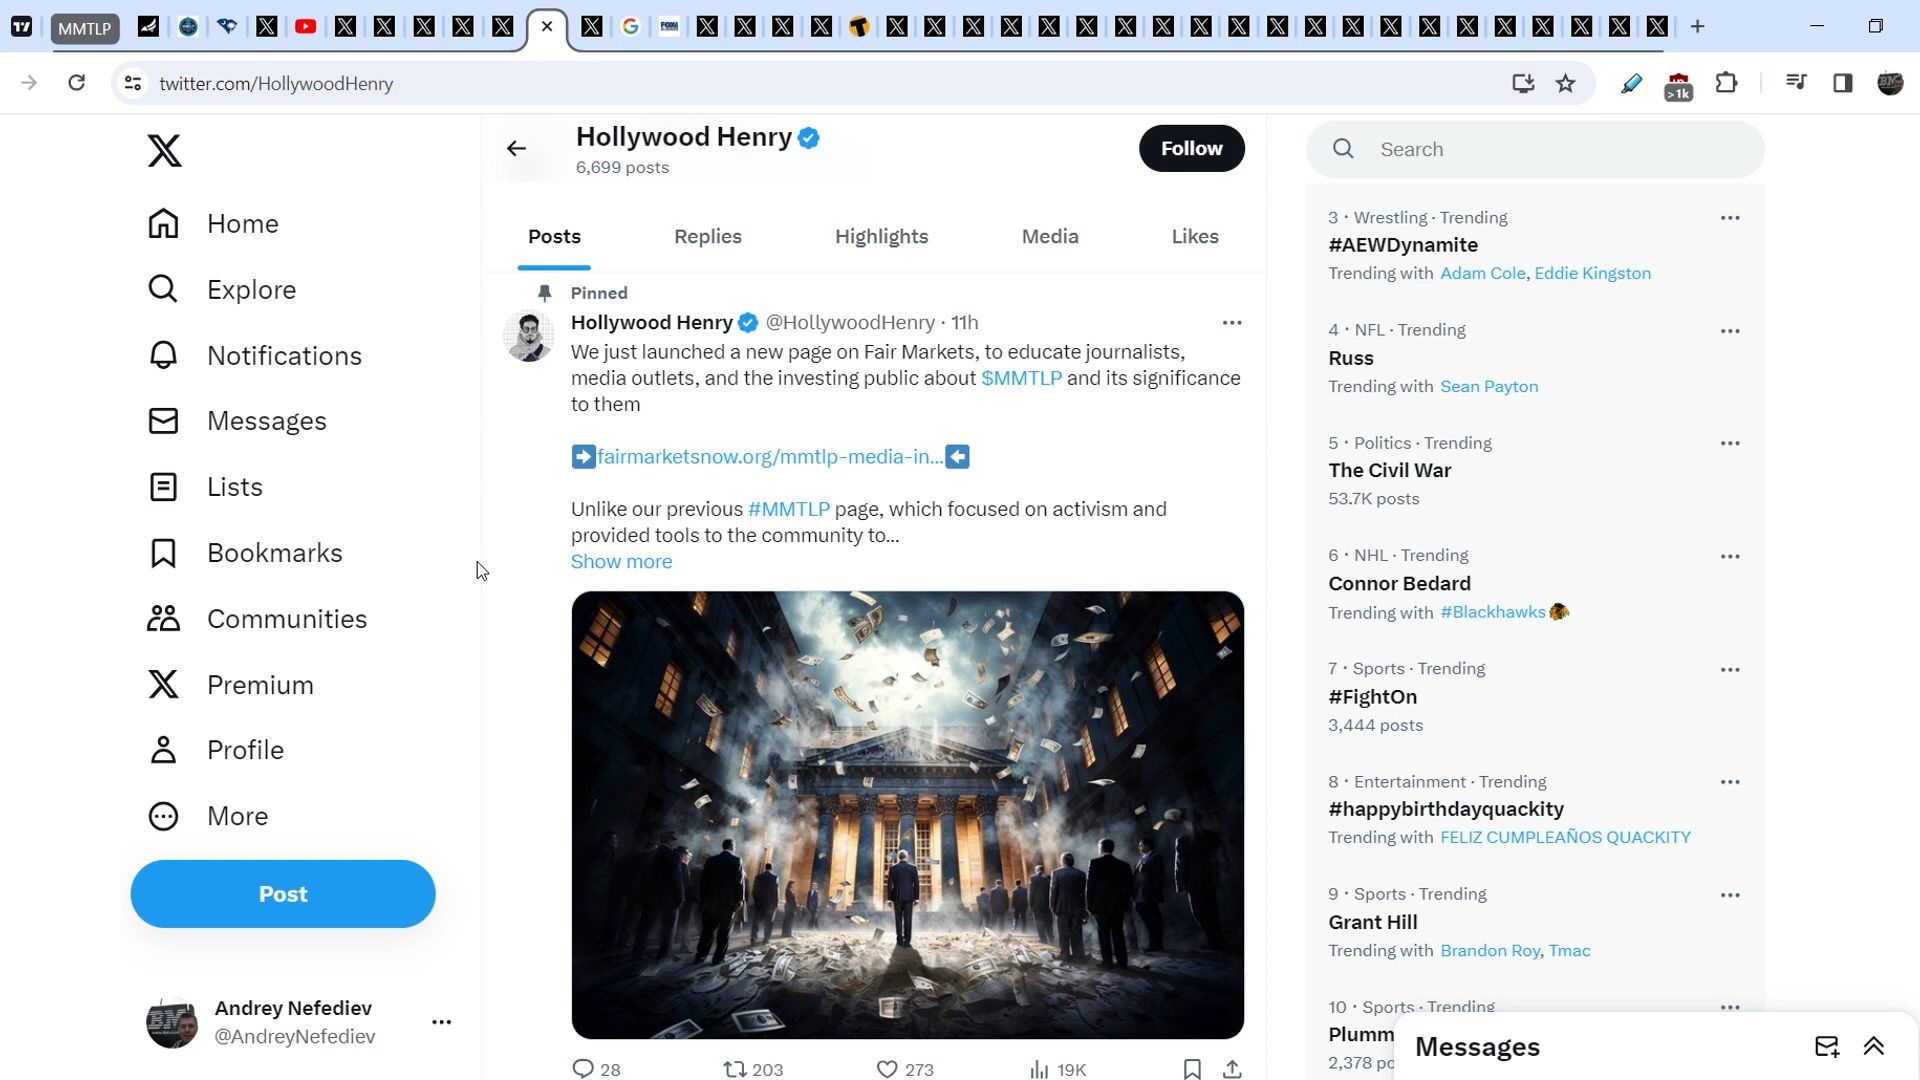 MMTLP
twitter.com/HollywoodHenry
>1k
Home
Explore
Notifications
Messages
Lists
Bookmarks
Communities
Premium
Profile
More
Post
Andrey Nefediev
@AndreyNefediev
Hollywood Henry
6,699 posts
Follow
Posts Replies Highlights Media Likes
Pinned
Hollywood Henry @HollywoodHenry · 11h
We just launched a new page on Fair Markets, to educate journalists,
media outlets, and the investing public about $MMTLP and its significance
to them
fairmarketsnow.org/mmtlp-media-in...
Unlike our previous #MMTLP page, which focused on activism and
provided tools to the community to...
Show more
28 203 273 19K
Search
3 · Wrestling · Trending
#AEWDynamite
Trending with Adam Cole, Eddie Kingston
4 · NFL · Trending
Russ
Trending with Sean Payton
5 · Politics · Trending
The Civil War
53.7K posts
6 · NHL · Trending
Connor Bedard
Trending with #Blackhawks
7 · Sports · Trending
#FightOn
3,444 posts
8 · Entertainment · Trending
#happybirthdayquackity
Trending with FELIZ CUMPLEAÑOS QUACKITY
9 · Sports · Trending
Grant Hill
Trending with Brandon Roy, Tmac
10 · Sports · Trending
Plumm
2,378 po
Messages